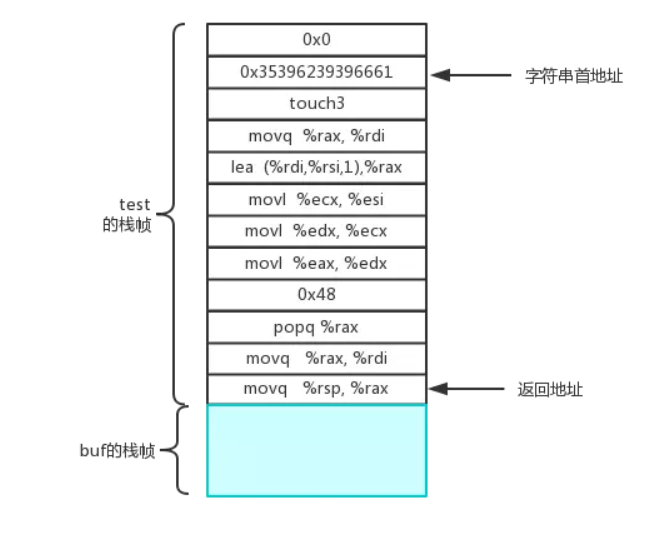 0x0
0x35396239396661
字符串首地址
touch3
movq %rax, %rdi
lea (%rdi,%rsi,1),%rax
movl %ecx, %esi
test
的栈帧
movl %edx, %ecx
movl %eax, %edx
0x48
popq %rax
movq %rax, %rdi
movq %rsp, %rax
返回地址
buf的栈帧